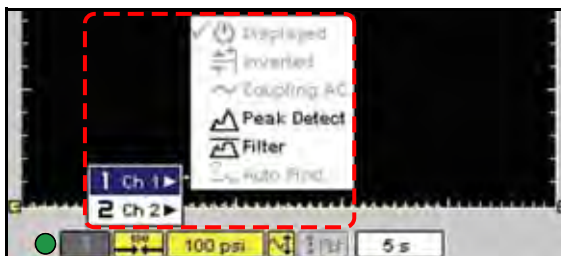 Displayed
Inverted
Coupling AC
Peak Detect
Filter
Auto Find
1 Ch 1
2 Ch 2
100 psi
5 s